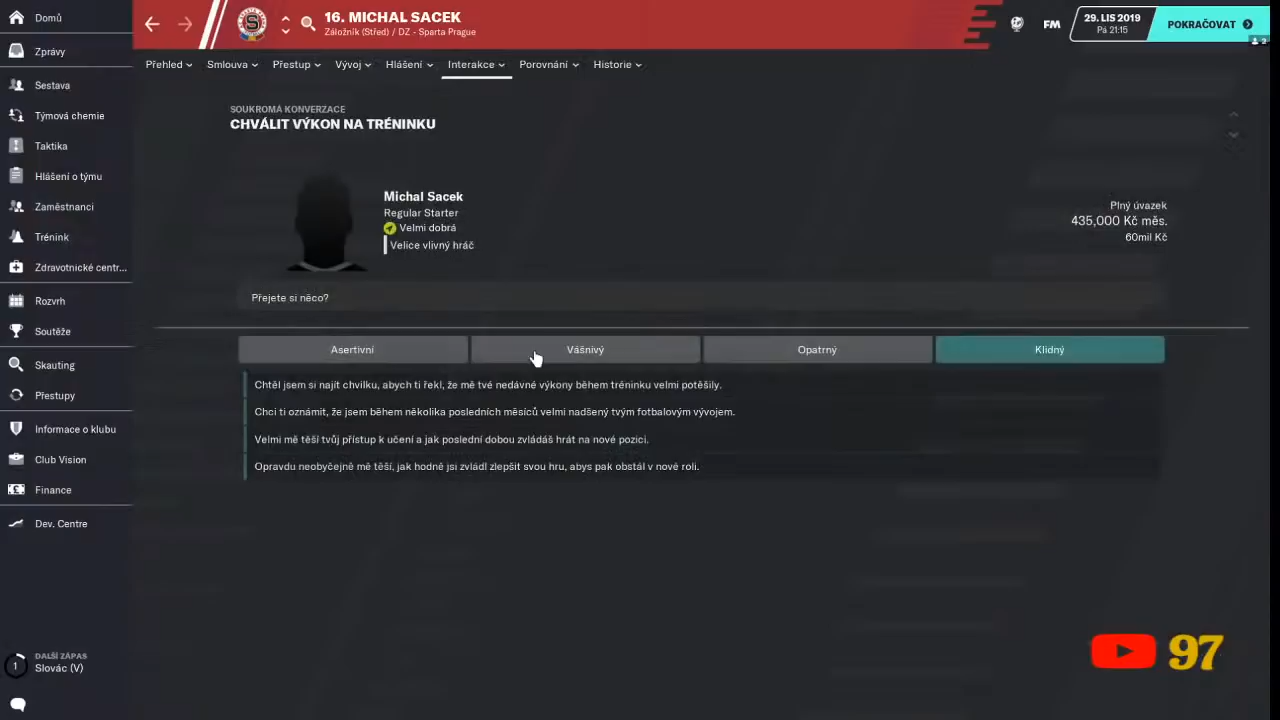 Domů
Zprávy
Sestava
Týmová chemie
Taktika
Hlášení o týmu
Zaměstnanci
Trénink
Zdravotnické centr...
Rozvrh
Soutěže
Skauting
Přestupy
Informace o klubu
Club Vision
Finance
Dev. Centre
1
DALŠÍ ZÁPAS
Slovác (V)
16. MICHAL SACEK
Záložník (Střed) / DZ - Sparta Prague
FM
29. LIS 2019
Pá 21:15
POKRAČOVAT
2
Přehled
Smlouva
Přestup
Vývoj
Hlášení
Interakce
Porovnání
Historie
SOUKROMÁ KONVERZACE
CHVÁLIT VÝKON NA TRÉNINKU
Michal Sacek
Regular Starter
Velmi dobrá
Velice vlivný hráč
Plný úvazek
435,000 Kč měs.
60mil Kč
Přejete si něco?
Asertivní
Vášnivý
Opatrný
Klidný
Chtěl jsem si najít chvilku, abych ti řekl, že mě tvé nedávné výkony během tréninku velmi potěšily.
Chci ti oznámit, že jsem během několika posledních měsíců velmi nadšený tvým fotbalovým vývojem.
Velmi mě těší tvůj přístup k učení a jak poslední dobou zvládáš hrát na nové pozici.
Opravdu neobyčejně mě těší, jak hodně jsi zvládl zlepšit svou hru, abys pak obstál v nové roli.
97